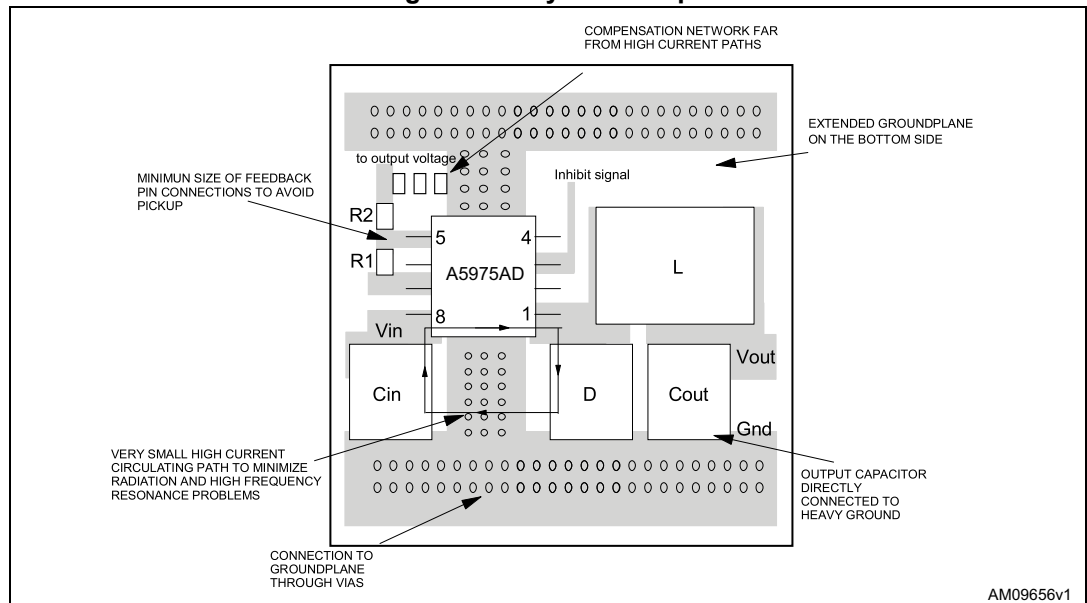 COMPENSATION NETWORK FAR
FROM HIGH CURRENT PATHS
EXTENDED GROUNDPLANE
ON THE BOTTOM SIDE
to output voltage
Inhibit signal
MINIMUN SIZE OF FEEDBACK
PIN CONNECTIONS TO AVOID
PICKUP
R2
5
4
R1
A5975AD
L
8
1
Vin
Vout
Cin
D
Cout
Gnd
VERY SMALL HIGH CURRENT
CIRCULATING PATH TO MINIMIZE
RADIATION AND HIGH FREQUENCY
RESONANCE PROBLEMS
OUTPUT CAPACITOR
DIRECTLY
CONNECTED TO
HEAVY GROUND
CONNECTION TO
GROUNDPLANE
THROUGH VIAS
AM09656v1